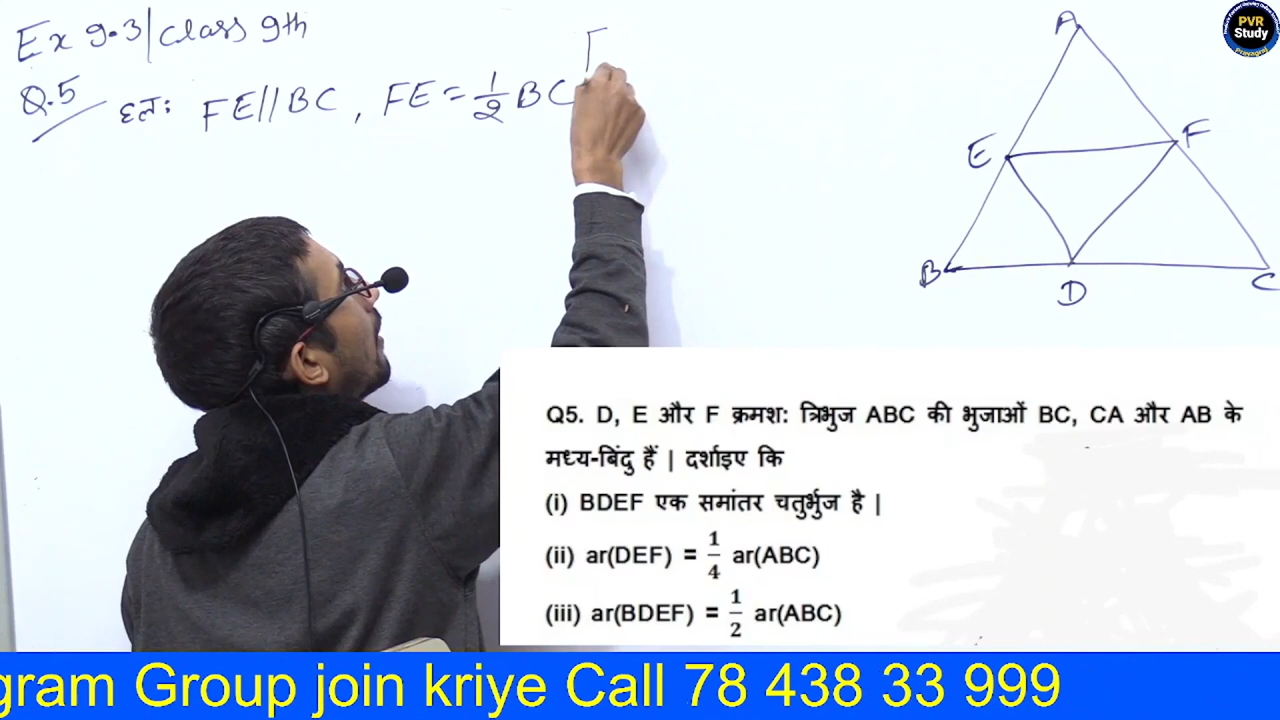 Ex 9.3 | Class 9th
Q.5 हल: FE || BC, FE = 1/2 BC [
A
E
F
B
D
C
PVR
Study
Prayagraj
Q5. D, E और F क्रमश: त्रिभुज ABC की भुजाओं BC, CA और AB के
मध्य-बिंदु हैं | दर्शाइए कि
(i) BDEF एक समांतर चतुर्भुज है |
(ii) ar(DEF) = 1/4 ar(ABC)
(iii) ar(BDEF) = 1/2 ar(ABC)
gram Group join kriye Call 78 438 33 999